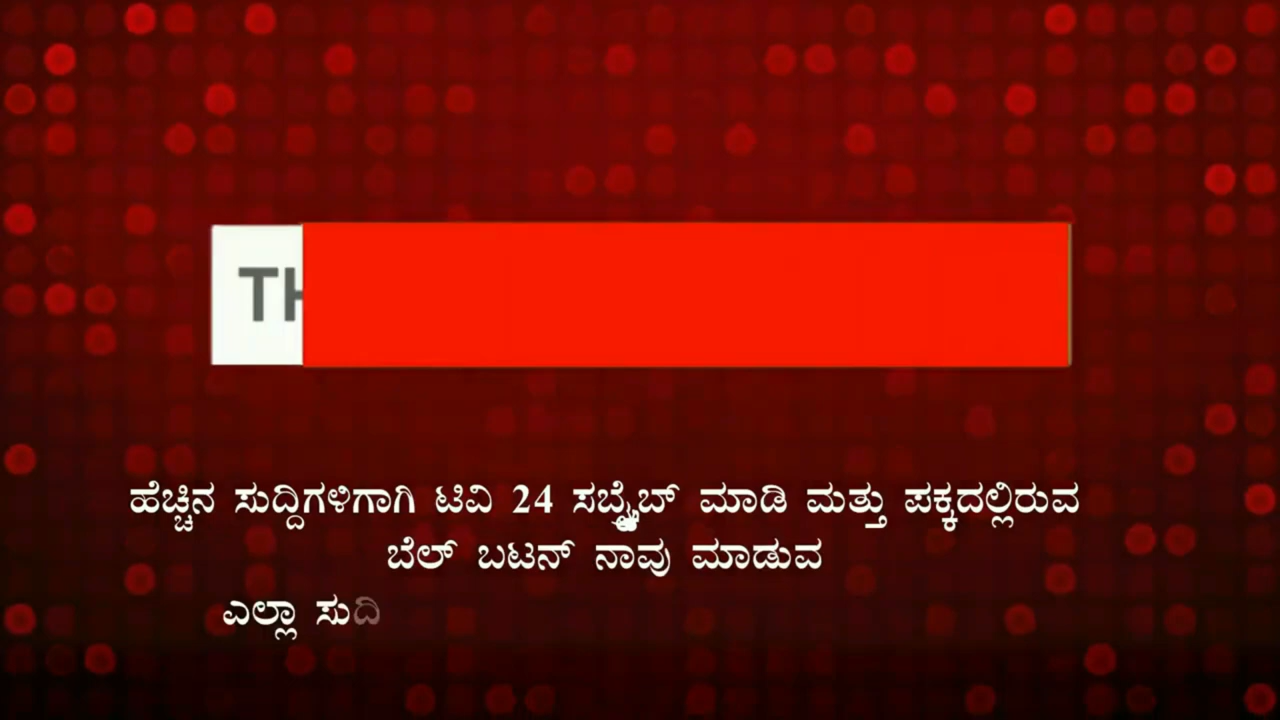 TH
ಹೆಚ್ಚಿನ ಸುದ್ದಿಗಳಿಗಾಗಿ ಟಿವಿ 24 ಸಬ್ಸ್ಕ್ರೈಬ್ ಮಾಡಿ ಮತ್ತು ಪಕ್ಕದಲ್ಲಿರುವ
ಬೆಲ್ ಬಟನ್ ನಾವು ಮಾಡುವ
ಎಲ್ಲಾ ಸುದಿ